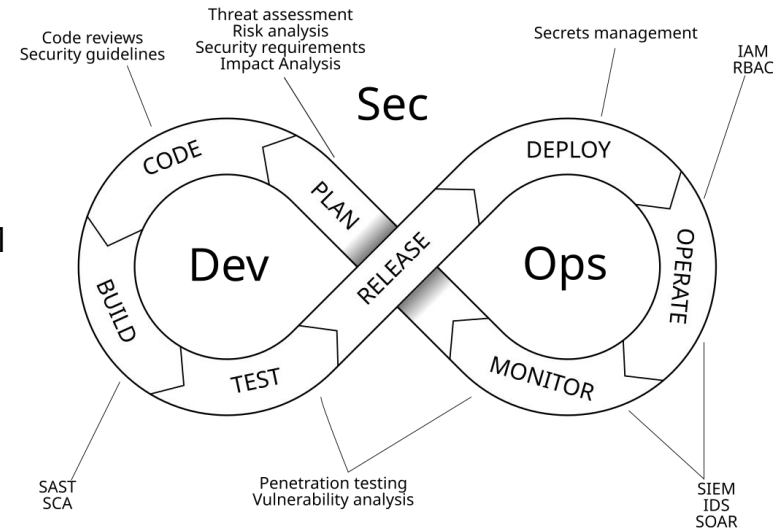 Threat assessment
Risk analysis
Security requirements
Impact Analysis
Code reviews
Security guidelines
Secrets management
IAM
RBAC
Sec
CODE
PLAN
DEPLOY
Dev
RELEASE
Ops
OPERATE
BUILD
TEST
MONITOR
SAST
SCA
Penetration testing
Vulnerability analysis
SIEM
IDS
SOAR